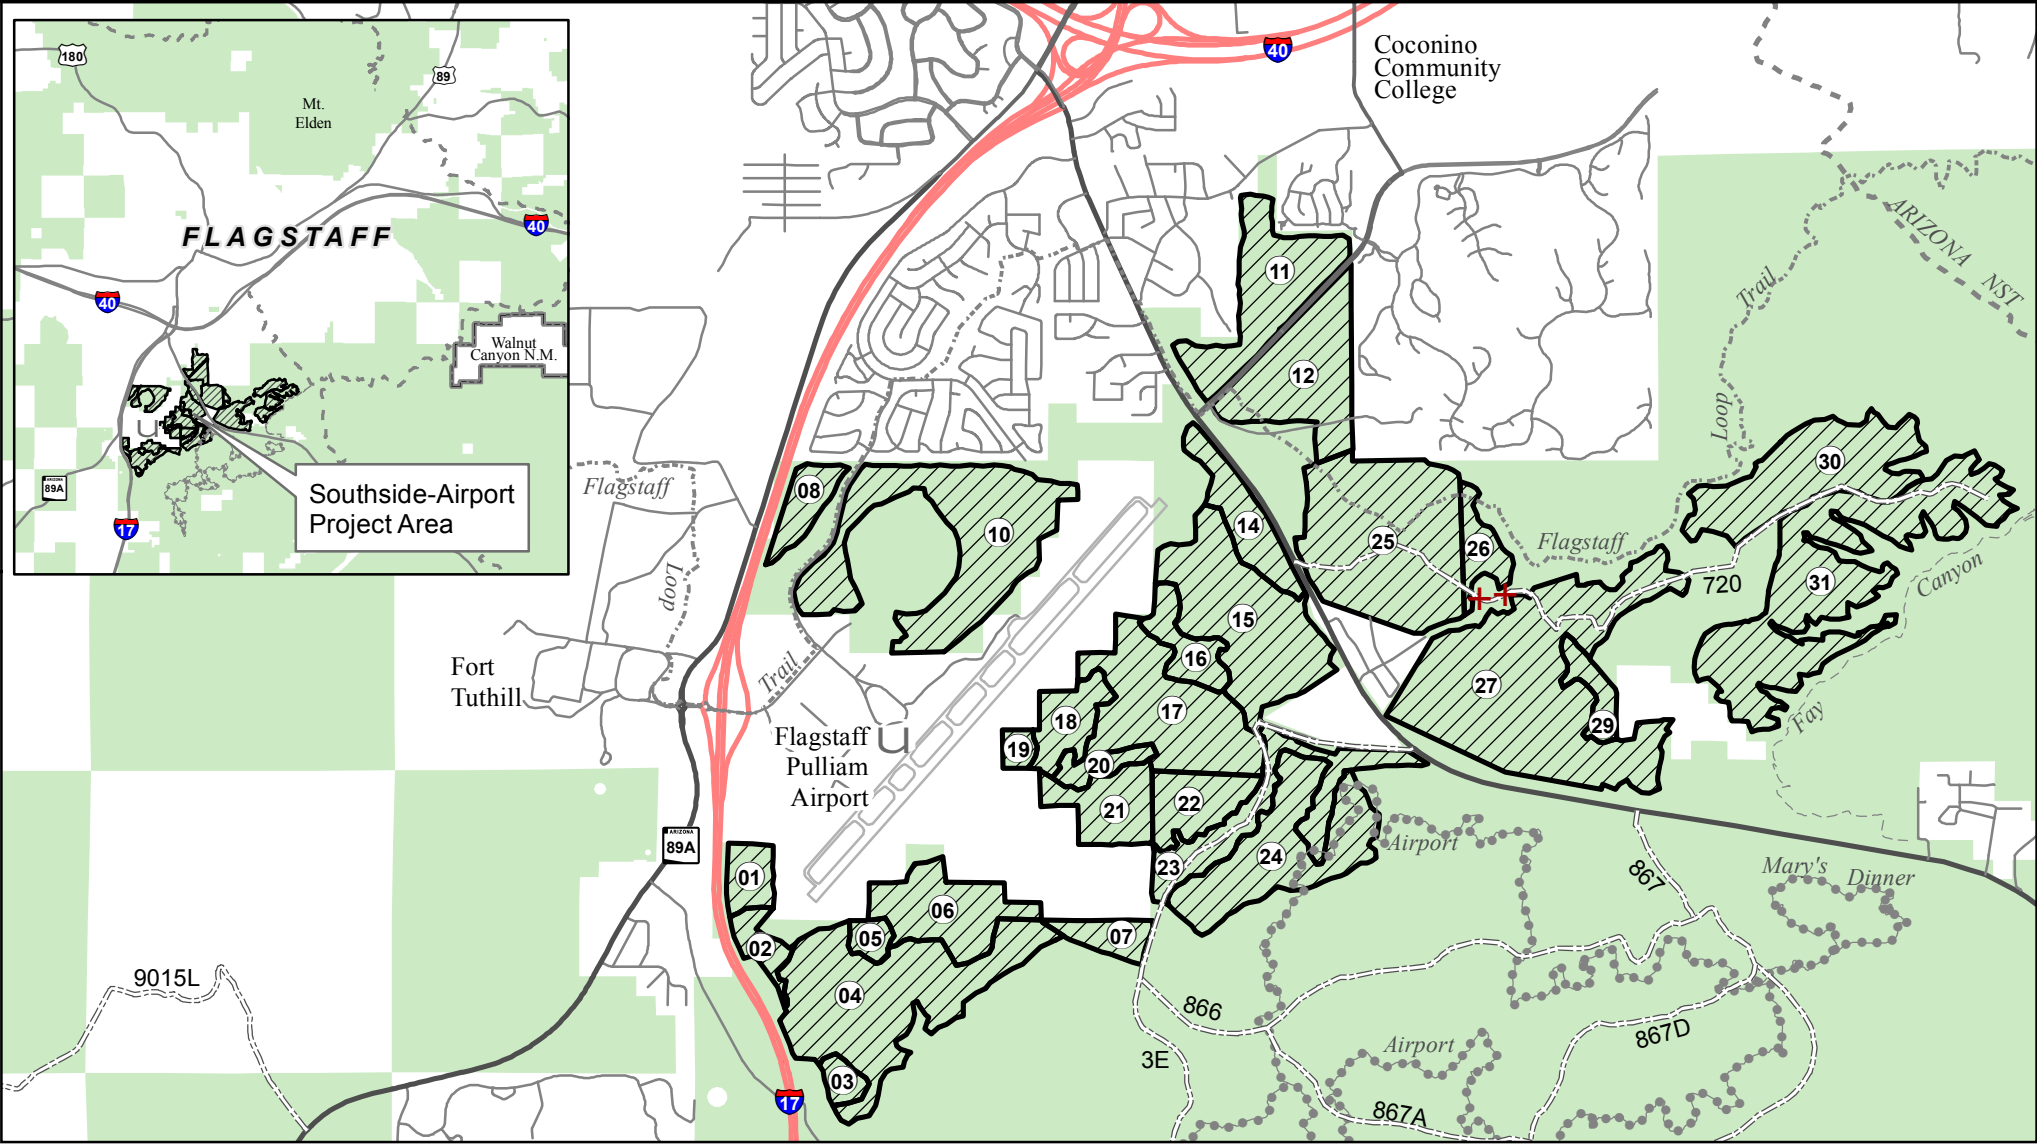 180
89
Mt.
Elden
FLAGSTAFF
40
40
Walnut
Canyon N.M.
ARIZONA
89A
17
Southside-Airport
Project Area
40
Coconino
Community
College
ARIZONA NST
Trail
Loop
Flagstaff
Canyon
Fay
Flagstaff
Loop
Trail
Fort
Tuthill
Flagstaff
Pulliam
Airport
ARIZONA
89A
17
9015L
720
866
3E
867
867D
867A
Airport
Airport
Mary's Dinner
01
02
03
04
05
06
07
08
10
11
12
14
15
16
17
18
19
20
21
22
23
24
25
26
27
29
30
31